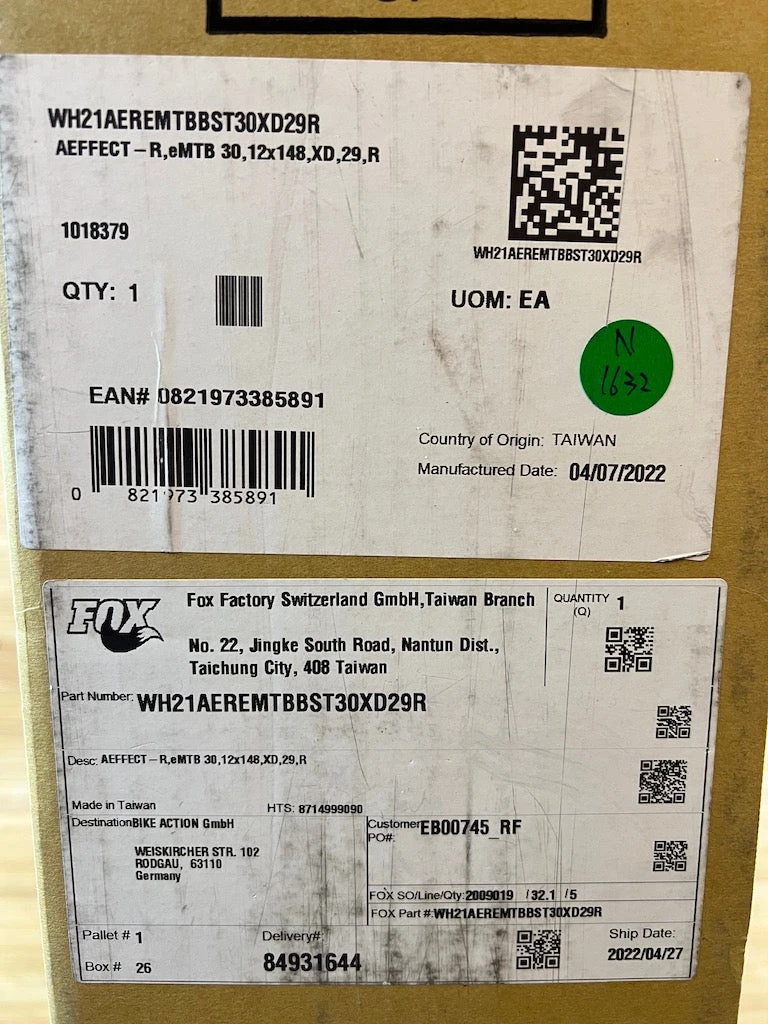 WH21AEREMTBBST30XD29R
AEFFECT-R,eMTB 30,12x148,XD,29,R
WH21AEREMTBBST30XD29R
1018379
QTY: 1
UOM: EA
N
1632
EAN# 0821973385891
0 821973 385891
Country of Origin: TAIWAN
Manufactured Date: 04/07/2022
FOX
Fox Factory Switzerland GmbH,Taiwan Branch
No. 22, Jingke South Road, Nantun Dist.,
Taichung City, 408 Taiwan
QUANTITY 1
(Q)
Part Number: WH21AEREMTBBST30XD29R
Desc: AEFFECT-R,eMTB 30,12x148,XD,29,R
Made in Taiwan
HTS: 8714999090
Destination BIKE ACTION GmbH
WEISKIRCHER STR. 102
RODGAU, 63110
Germany
Customer EB00745_RF
PO#:
FOX SO/Line/Qty: 2009019 /32.1 /5
FOX Part #: WH21AEREMTBBST30XD29R
Pallet # 1
Box # 26
Delivery#:
84931644
Ship Date:
2022/04/27